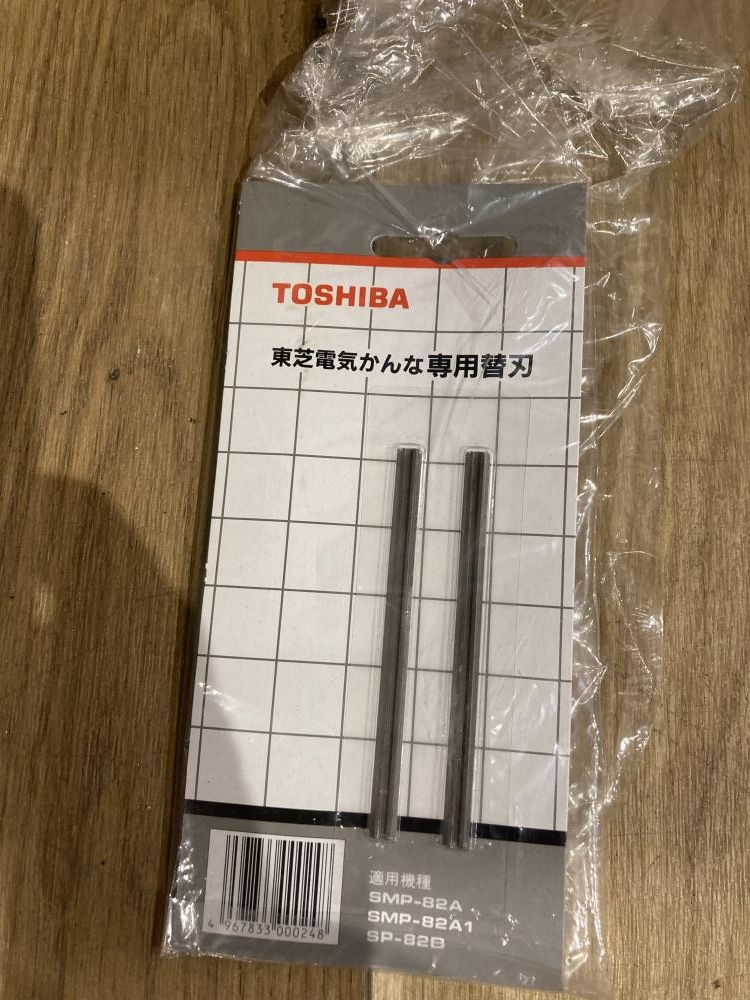 TOSHIBA
東芝電気かんな専用替刃
適用機種
SMP-82A
SMP-82A1
SP-82B
4 967833 000248